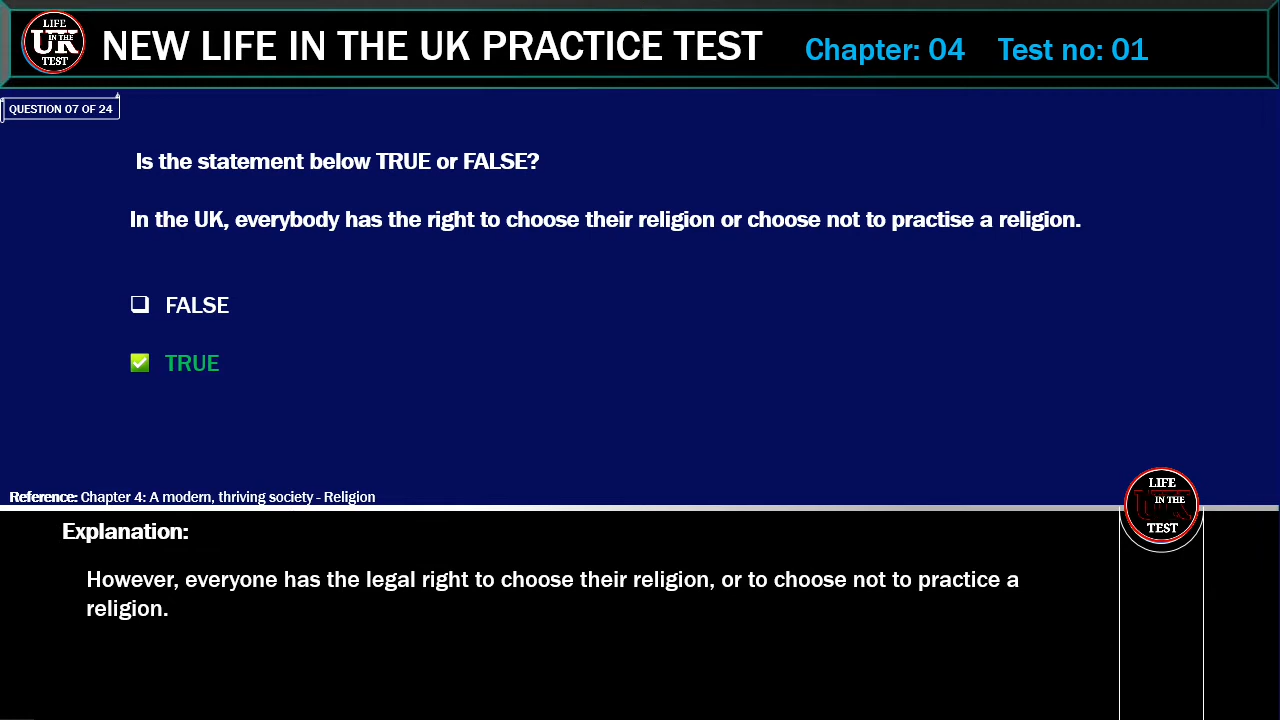 LIFE
UK
IN THE
TEST
NEW LIFE IN THE UK PRACTICE TEST
Chapter: 04
Test no: 01
QUESTION 07 OF 24
Is the statement below TRUE or FALSE?
In the UK, everybody has the right to choose their religion or choose not to practise a religion.
FALSE
TRUE
Reference: Chapter 4: A modern, thriving society - Religion
LIFE
UK
IN THE
TEST
Explanation:
However, everyone has the legal right to choose their religion, or to choose not to practice a
religion.